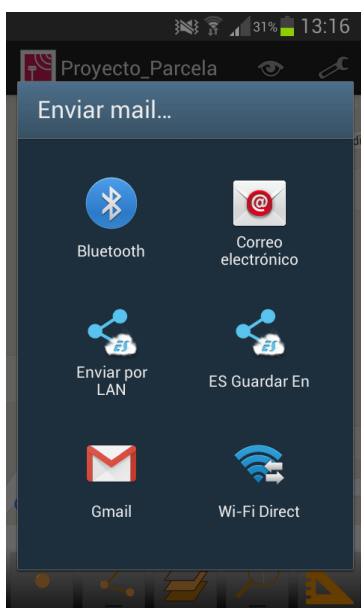 31% 13:16
Proyecto_Parcela
Enviar mail...
Bluetooth
Correo
electrónico
Enviar por
LAN
ES Guardar En
Gmail
Wi-Fi Direct